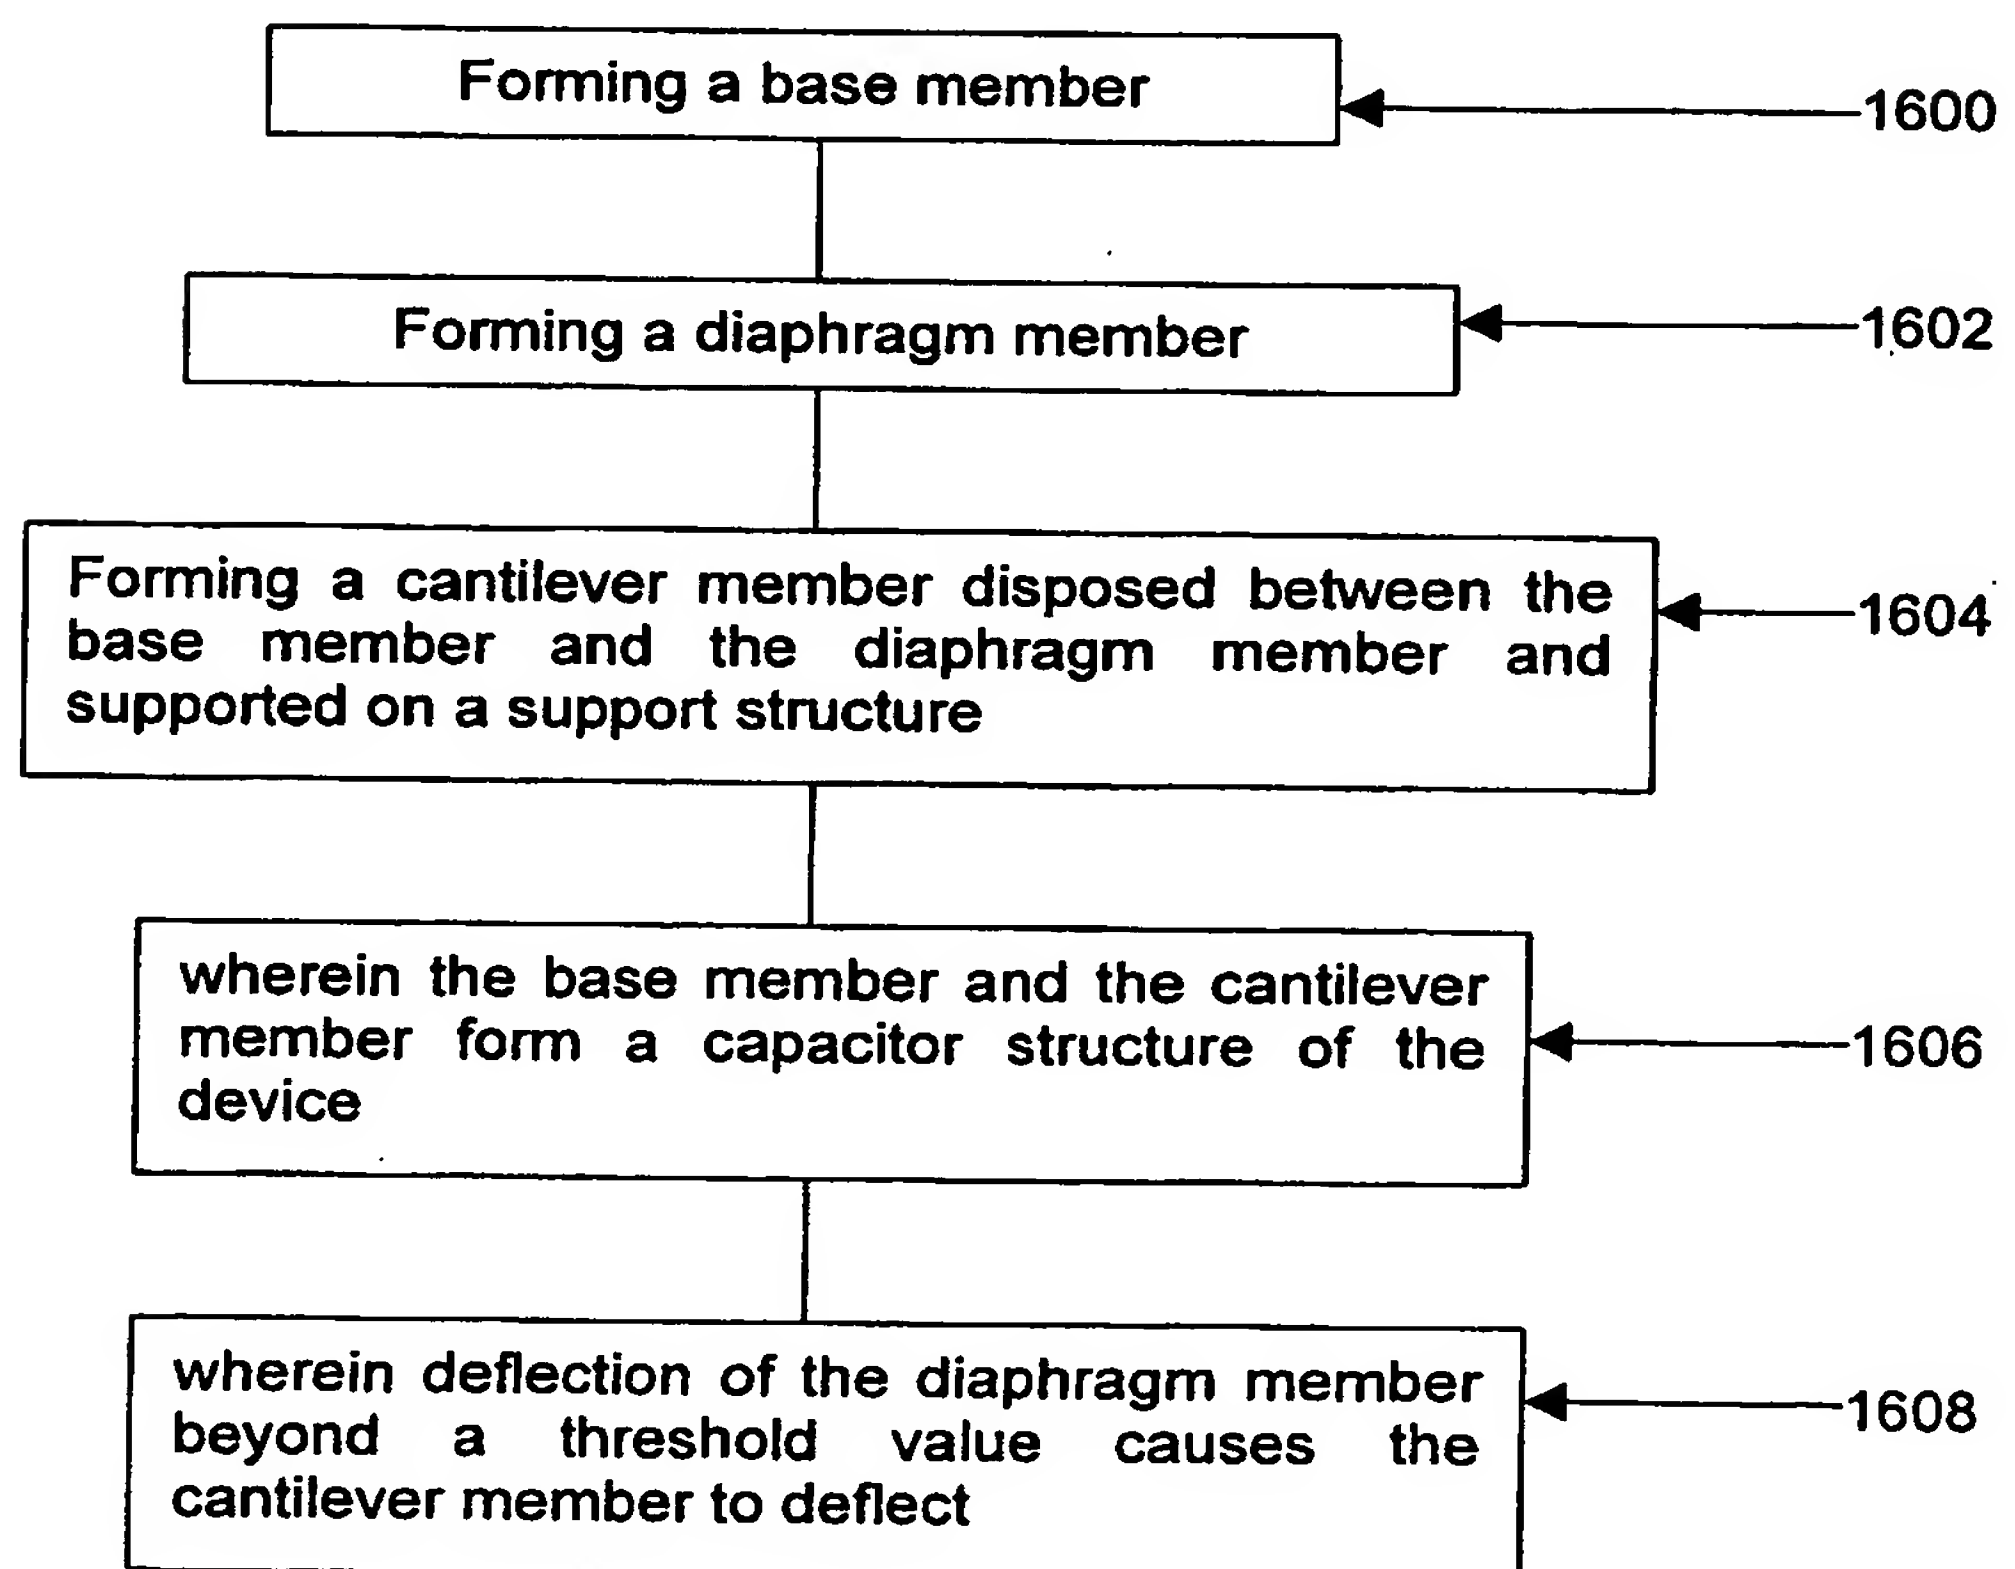 Forming a base member
1600
Forming a diaphragm member
1602
Forming a cantilever member disposed between the
base member and the diaphragm member and
supported on a support structure
1604
wherein the base member and the cantilever
member form a capacitor structure of the
device
1606
wherein deflection of the diaphragm member
beyond a threshold value causes the
cantilever member to deflect
1608